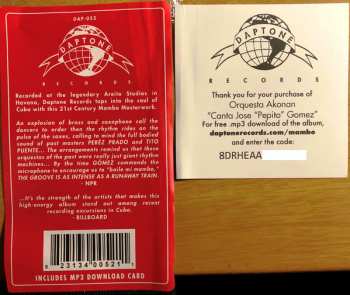 DAP-052
DAPTONE
RECORDS
Recorded at the legendary Areito Studios in
Havana, Daptone Records taps into the soul of
Cuba with this 21st Century Mambo Masterwork.
An explosion of brass and saxophone call the
dancers to order then the rhythm rides on the
pulse of the saxes, calling to mind the full bodied
sound of past masters PEREZ PRADO and TITO
PUENTE... The arrangements remind us that these
orquestas of the past were really just giant rhythm
machines... By the time GÓMEZ commands the
microphone to encourage us to "baile mi mambo,"
THE GROOVE IS AS INTENSE AS A RUNAWAY TRAIN.
- NPR
...It's the strength of the artists that makes this
high-energy album stand out among recent
recording excursions in Cuba.
- BILLBOARD
8 23134 00521
INCLUDES MP3 DOWNLOAD CARD
DAPTONE
RECORDS
Thank you for your purchase of
Orquesta Akokan
"Canta Jose "Pepito" Gomez"
For free .mp3 download of the album,
daptonerecords.com/mambo
and enter the code:
8DRHEAA